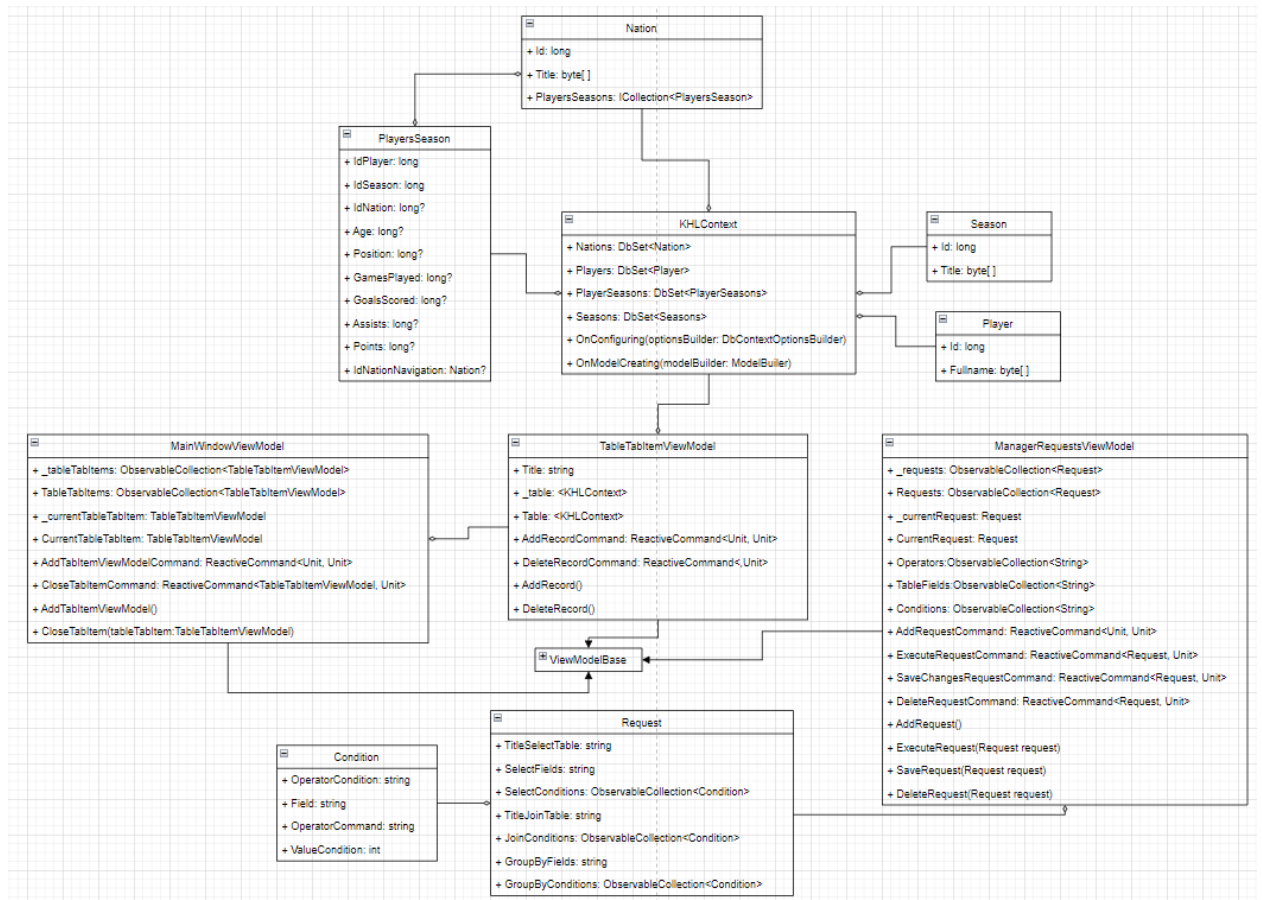 Nation
+ Id: long
+ Title: byte[ ]
+ PlayersSeasons: ICollection<PlayersSeason>
PlayersSeason
+ IdPlayer: long
+ IdSeason: long
+ IdNation: long?
+ Age: long?
+ Position: long?
+ GamesPlayed: long?
+ GoalsScored: long?
+ Assists: long?
+ Points: long?
+ IdNationNavigation: Nation?
KHLContext
+ Nations: DbSet<Nation>
+ Players: DbSet<Player>
+ PlayerSeasons: DbSet<PlayerSeasons>
+ Seasons: DbSet<Seasons>
+ OnConfiguring(optionsBuilder: DbContextOptionsBuilder)
+ OnModelCreating(modelBuilder: ModelBuiler)
Season
+ Id: long
+ Title: byte[ ]
Player
+ Id: long
+ Fullname: byte[ ]
MainWindowViewModel
+ _tableTabItems: ObservableCollection<TableTabItemViewModel>
+ TableTabItems: ObservableCollection<TableTabItemViewModel>
+ _currentTableTabItem: TableTabItemViewModel
+ CurrentTableTabItem: TableTabItemViewModel
+ AddTabItemViewModelCommand: ReactiveCommand<Unit, Unit>
+ CloseTabItemCommand: ReactiveCommand<TableTabItemViewModel, Unit>
+ AddTabItemViewModel()
+ CloseTabItem(tableTabItem:TableTabItemViewModel)
TableTabItemViewModel
+ Title: string
+ _table: <KHLContext>
+ Table: <KHLContext>
+ AddRecordCommand: ReactiveCommand<Unit, Unit>
+ DeleteRecordCommand: ReactiveCommand<,Unit>
+ AddRecord()
+ DeleteRecord()
ManagerRequestsViewModel
+ _requests: ObservableCollection<Request>
+ Requests: ObservableCollection<Request>
+ _currentRequest: Request
+ CurrentRequest: Request
+ Operators:ObservableCollection<String>
+ TableFields:ObservableCollection<String>
+ Conditions: ObservableCollection<String>
+ AddRequestCommand: ReactiveCommand<Unit, Unit>
+ ExecuteRequestCommand: ReactiveCommand<Request, Unit>
+ SaveChangesRequestCommand: ReactiveCommand<Request, Unit>
+ DeleteRequestCommand: ReactiveCommand<Request, Unit>
+ AddRequest()
+ ExecuteRequest(Request request)
+ SaveRequest(Request request)
+ DeleteRequest(Request request)
ViewModelBase
Request
+ TitleSelectTable: string
+ SelectFields: string
+ SelectConditions: ObservableCollection<Condition>
+ TitleJoinTable: string
+ JoinConditions: ObservableCollection<Condition>
+ GroupByFields: string
+ GroupByConditions: ObservableCollection<Condition>
Condition
+ OperatorCondition: string
+ Field: string
+ OperatorCommand: string
+ ValueCondition: int